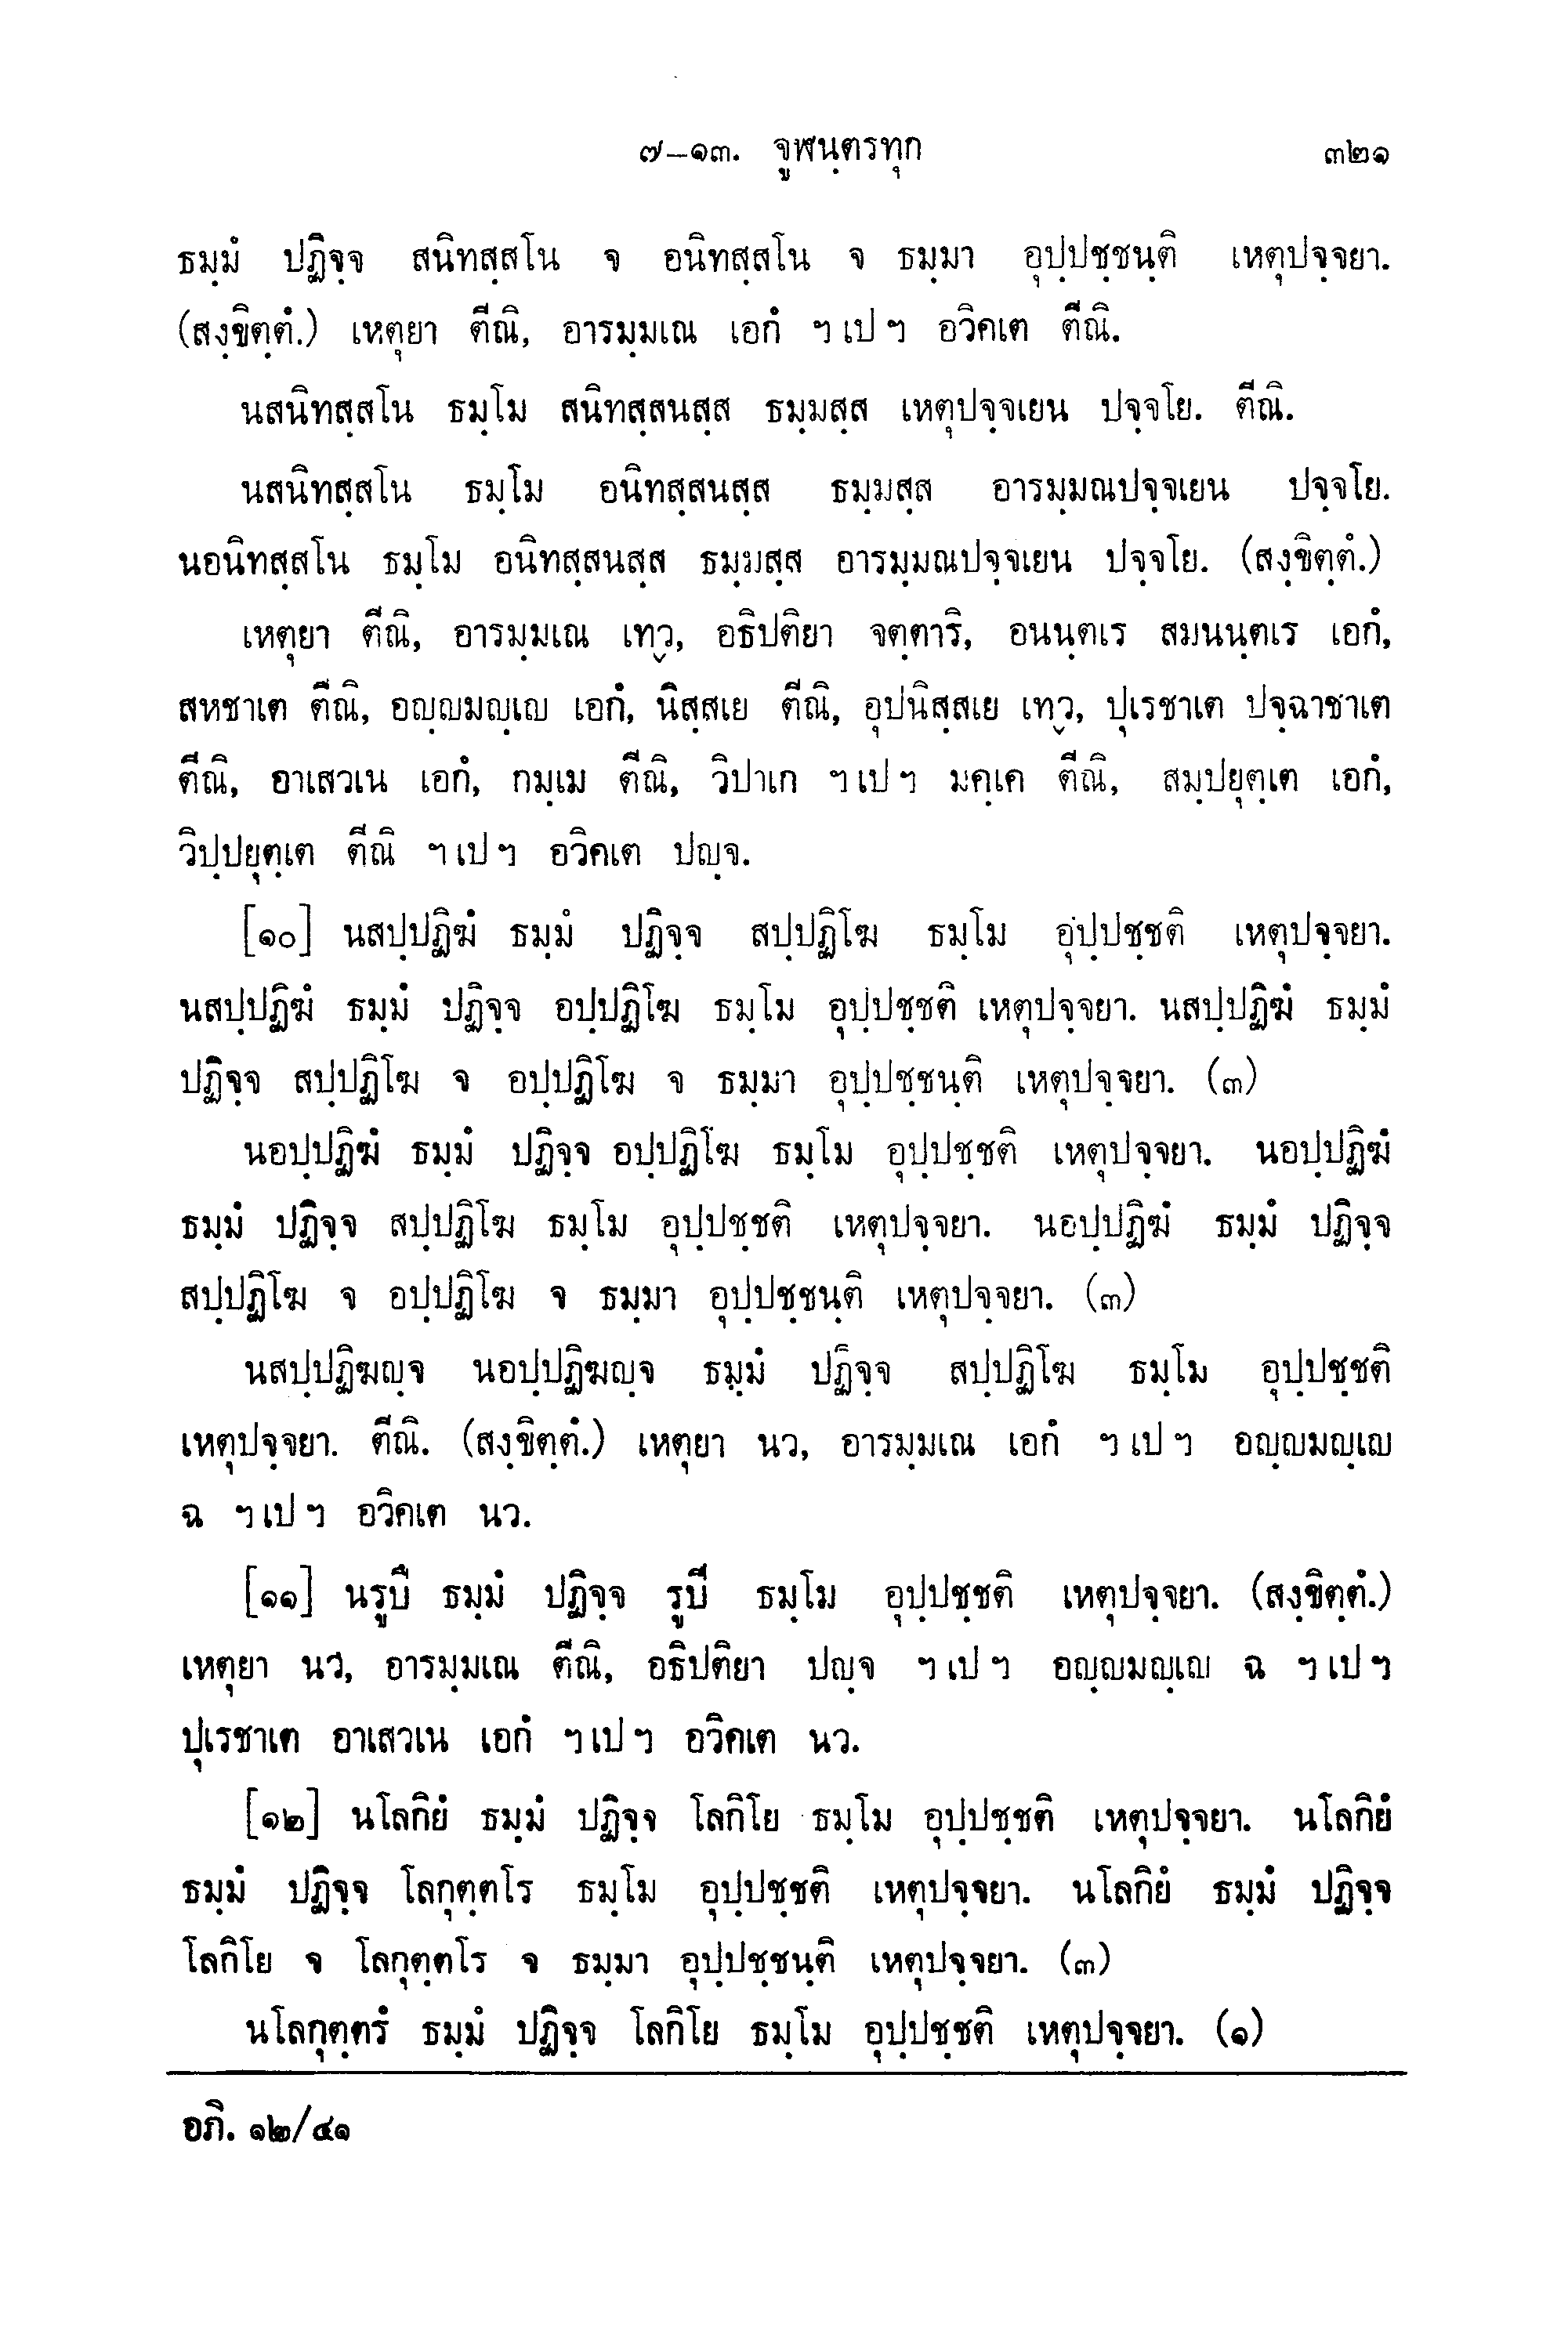 ๗–๑๓. จูฬนฺตรทุก ๓๒๑
ธมฺมํ ปฏิจฺจ สนิทสฺสโน จ อนิทสฺสโน จ ธมฺมา อุปฺปชฺชนฺติ เหตุปจฺจยา.
(สงฺขิตฺตํ.) เหตุยา ตีณิ, อารมฺมเณ เอกํ ฯ เป ฯ อวิคเต ตีณิ.
นสนิทสฺสโน ธมฺโม สนิทสฺสนสฺส ธมฺมสฺส เหตุปจฺจเยน ปจฺจโย. ตีณิ.
นสนิทสฺสโน ธมฺโม อนิทสฺสนสฺส ธมฺมสฺส อารมฺมณปจฺจเยน ปจฺจโย.
นอนิทสฺสโน ธมฺโม อนิทสฺสนสฺส ธมฺมสฺส อารมฺมณปจฺจเยน ปจฺจโย. (สงฺขิตฺตํ.)
เหตุยา ตีณิ, อารมฺมเณ เทฺว, อธิปติยา จตฺตาริ, อนนฺตเร สมนนฺตเร เอกํ,
สหชาเต ตีณิ, อญฺญมญฺเญ เอกํ, นิสฺสเย ตีณิ, อุปนิสฺสเย เทฺว, ปุเรชาเต ปจฺฉาชาเต
ตีณิ, อาเสวเน เอกํ, กมฺเม ตีณิ, วิปาเก ฯ เป ฯ มคฺเค ตีณิ, สมฺปยุตฺเต เอกํ,
วิปฺปยุตฺเต ตีณิ ฯ เป ฯ อวิคเต ปญฺจ.
[๑๐] นสปฺปฏิฆํ ธมฺมํ ปฏิจฺจ สปฺปฏิโฆ ธมฺโม อุปฺปชฺชติ เหตุปจฺจยา.
นสปฺปฏิฆํ ธมฺมํ ปฏิจฺจ อปฺปฏิโฆ ธมฺโม อุปฺปชฺชติ เหตุปจฺจยา. นสปฺปฏิฆํ ธมฺมํ
ปฏิจฺจ สปฺปฏิโฆ จ อปฺปฏิโฆ จ ธมฺมา อุปฺปชฺชนฺติ เหตุปจฺจยา. (๓)
นอปฺปฏิฆํ ธมฺมํ ปฏิจฺจ อปฺปฏิโฆ ธมฺโม อุปฺปชฺชติ เหตุปจฺจยา. นอปฺปฏิฆํ
ธมฺมํ ปฏิจฺจ สปฺปฏิโฆ ธมฺโม อุปฺปชฺชติ เหตุปจฺจยา. นอปฺปฏิฆํ ธมฺมํ ปฏิจฺจ
สปฺปฏิโฆ จ อปฺปฏิโฆ จ ธมฺมา อุปฺปชฺชนฺติ เหตุปจฺจยา. (๓)
นสปฺปฏิฆญฺจ นอปฺปฏิฆญฺจ ธมฺมํ ปฏิจฺจ สปฺปฏิโฆ ธมฺโม อุปฺปชฺชติ
เหตุปจฺจยา. ตีณิ. (สงฺขิตฺตํ.) เหตุยา นว, อารมฺมเณ เอกํ ฯ เป ฯ อญฺญมญฺเญ
ฉ ฯ เป ฯ อวิคเต นว.
[๑๑] นรูปึ ธมฺมํ ปฏิจฺจ รูปี ธมฺโม อุปฺปชฺชติ เหตุปจฺจยา. (สงฺขิตฺตํ.)
เหตุยา นว, อารมฺมเณ ตีณิ, อธิปติยา ปญฺจ ฯ เป ฯ อญฺญมญฺเญ ฉ ฯ เป ฯ
ปุเรชาเต อาเสวเน เอกํ ฯ เป ฯ อวิคเต นว.
[๑๒] นโลกิยํ ธมฺมํ ปฏิจฺจ โลกิโย ธมฺโม อุปฺปชฺชติ เหตุปจฺจยา. นโลกิยํ
ธมฺมํ ปฏิจฺจ โลกุตฺตโร ธมฺโม อุปฺปชฺชติ เหตุปจฺจยา. นโลกิยํ ธมฺมํ ปฏิจฺจ
โลกิโย จ โลกุตฺตโร จ ธมฺมา อุปฺปชฺชนฺติ เหตุปจฺจยา. (๓)
นโลกุตฺตรํ ธมฺมํ ปฏิจฺจ โลกิโย ธมฺโม อุปฺปชฺชติ เหตุปจฺจยา. (๑)
อภิ. ๑๒/๔๑